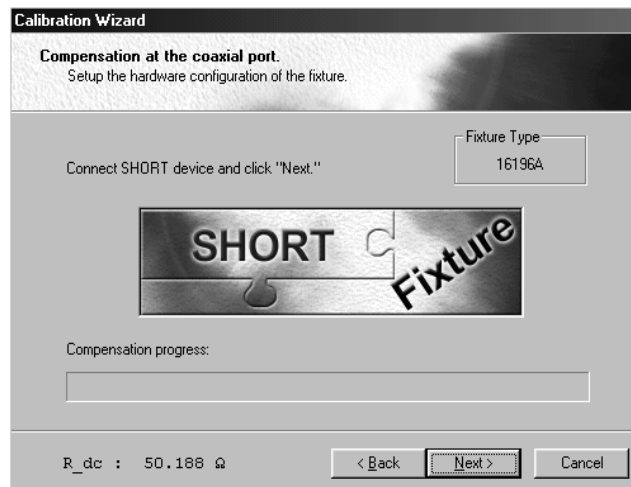 Calibration Wizard
Compensation at the coaxial port.
Setup the hardware configuration of the fixture.
Fixture Type
16196A
Connect SHORT device and click "Next."
SHORT
Fixture
Compensation progress:
R_dc : 50.188 Ω
< Back
Next >
Cancel